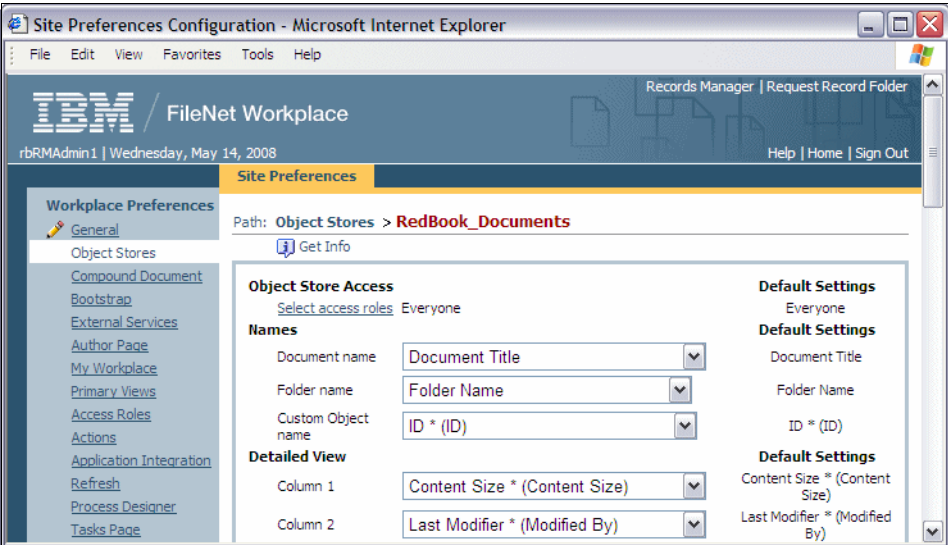 Site Preferences Configuration - Microsoft Internet Explorer
File Edit View Favorites Tools Help
Records Manager | Request Record Folder
IBM / FileNet Workplace
rbRMAdmin1 | Wednesday, May 14, 2008
Help | Home | Sign Out
Site Preferences
Workplace Preferences
General
Object Stores
Compound Document
Bootstrap
External Services
Author Page
My Workplace
Primary Views
Access Roles
Actions
Application Integration
Refresh
Process Designer
Tasks Page
Path: Object Stores > RedBook_Documents
Get Info
Object Store Access Default Settings
Select access roles Everyone Everyone
Names Default Settings
Document name Document Title Document Title
Folder name Folder Name Folder Name
Custom Object
name ID * (ID) ID * (ID)
Detailed View Default Settings
Column 1 Content Size * (Content Size) Content Size * (Content
Size)
Column 2 Last Modifier * (Modified By) Last Modifier * (Modified
By)